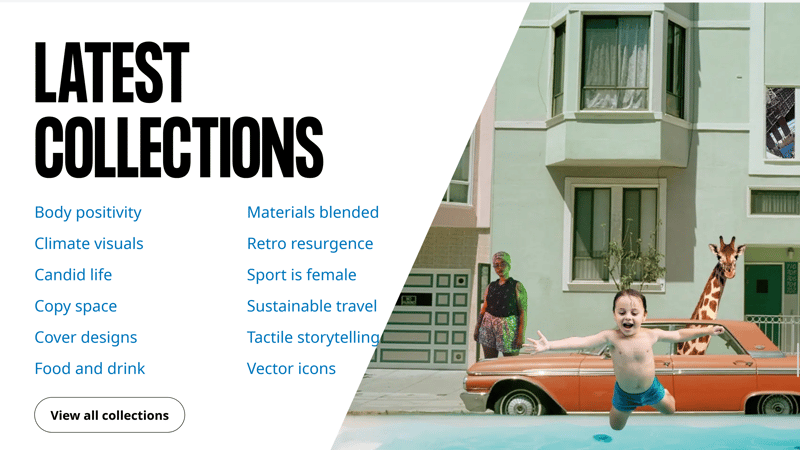 LATEST
COLLECTIONS
Body positivity
Climate visuals
Candid life
Copy space
Cover designs
Food and drink
Materials blended
Retro resurgence
Sport is female
Sustainable travel
Tactile storytelling
Vector icons
View all collections